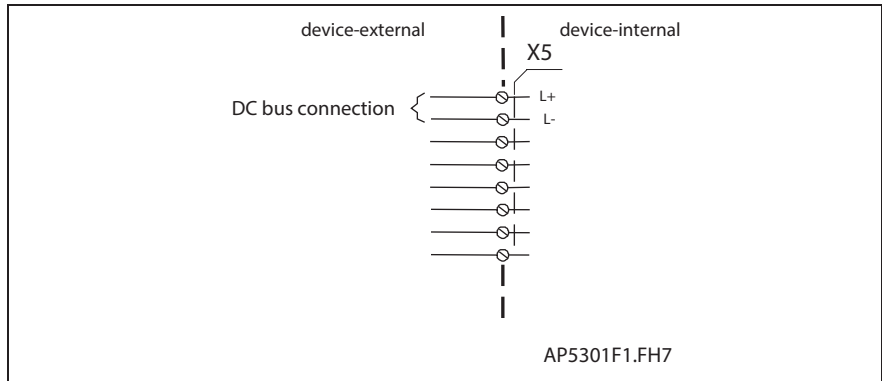 device-external
device-internal
X5
L+
DC bus connection
L-
AP5301F1.FH7